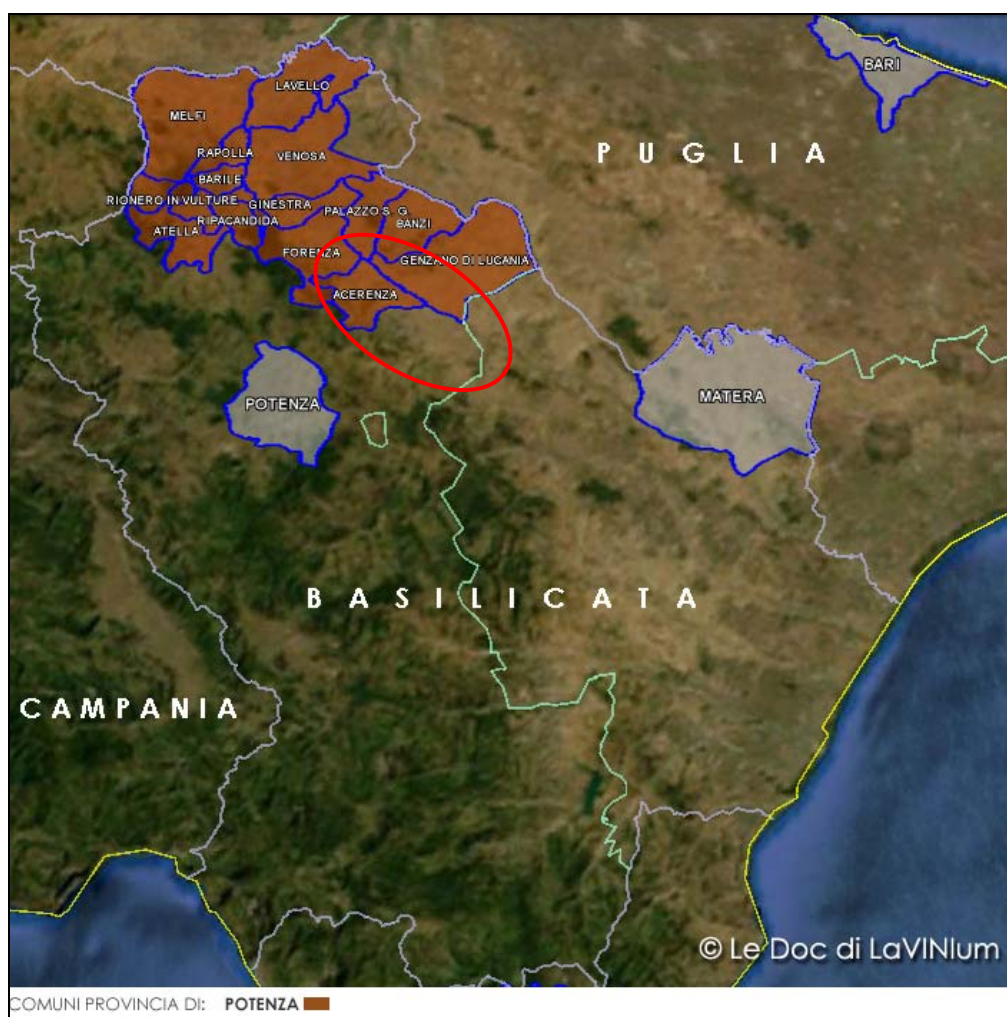 BARI
LAVELLO
MELFI
PUGLIA
RAPOLLA
VENOSA
BARILE
RIONERO IN VULTURE
GINESTRA
PALAZZO S. G.
RIPACANDIDA
BANZI
ATELLA
FORENZA
GENZANO DI LUCANIA
ACERENZA
POTENZA
MATERA
BASILICATA
CAMPANIA
© Le Doc di LaVINIum
COMUNI PROVINCIA DI: POTENZA